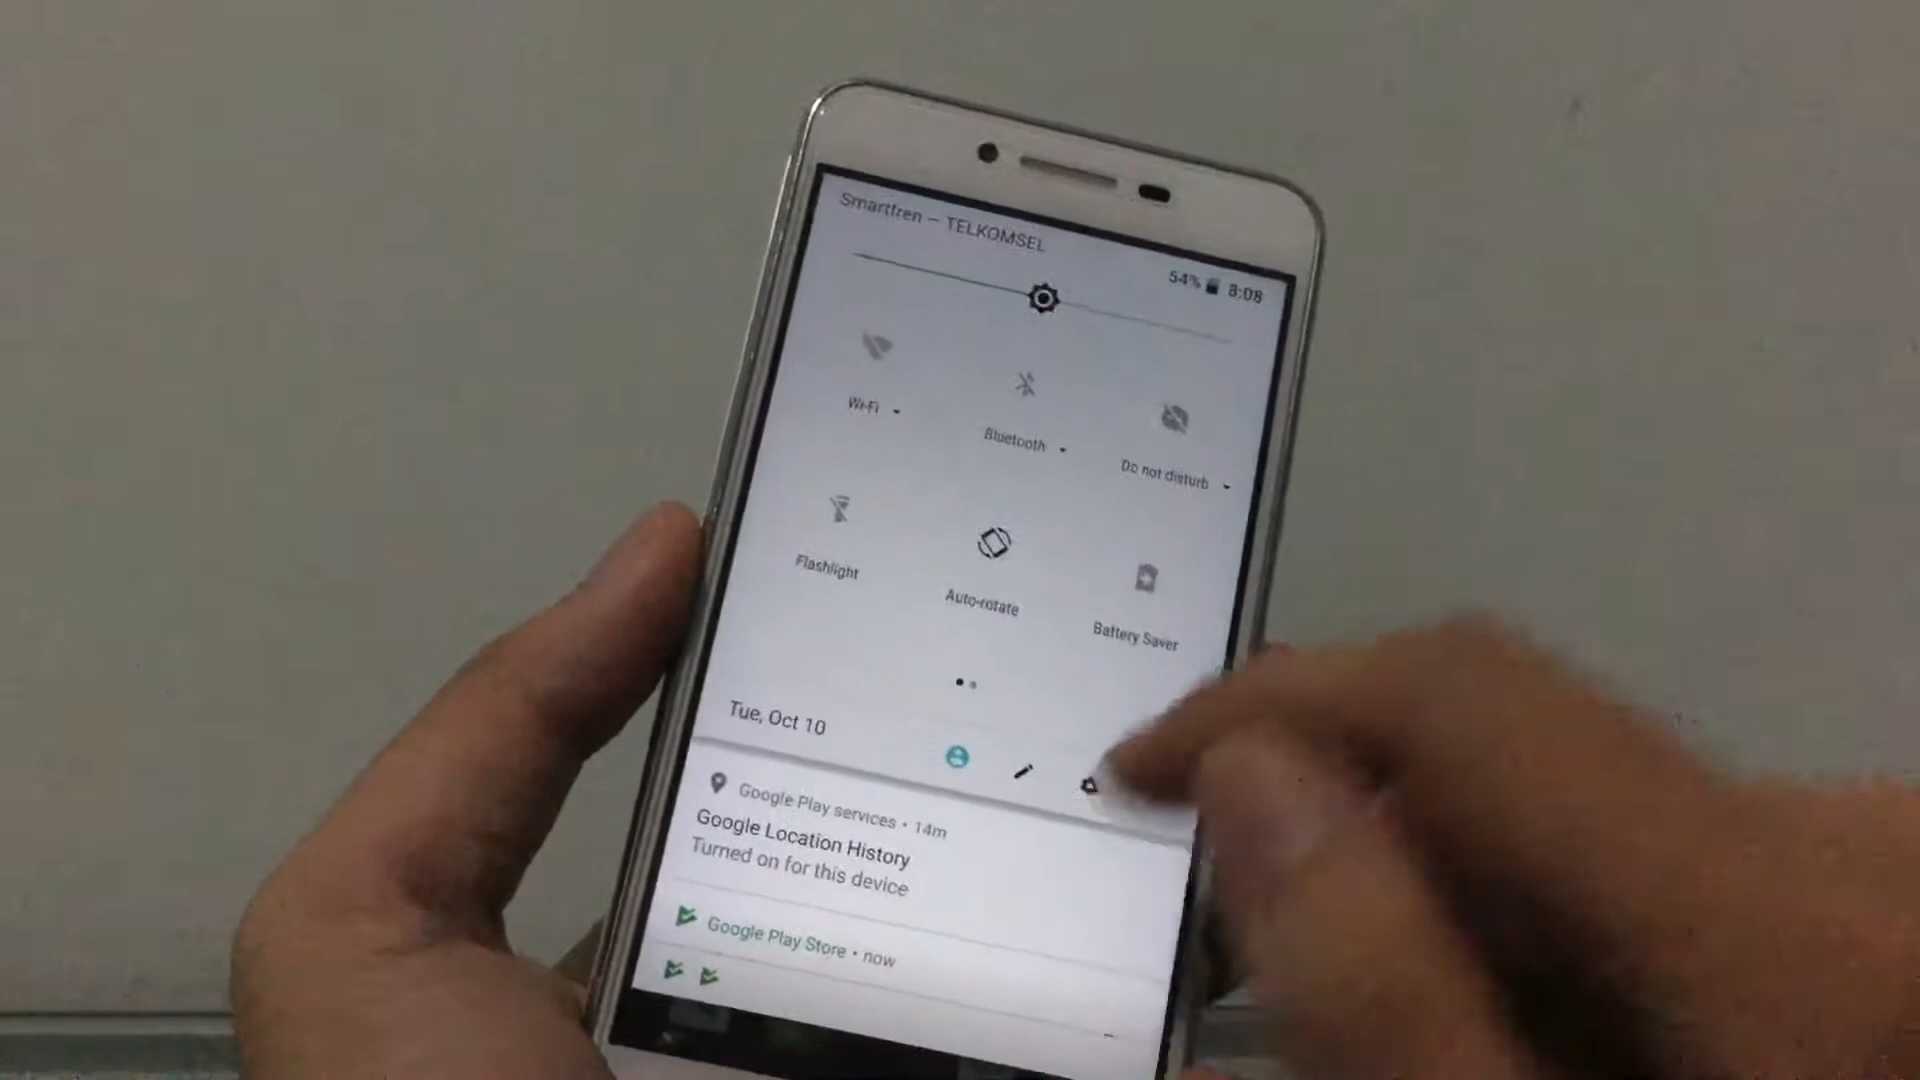 Smartfren — TELKOMSEL
54% 8:08
Wi-Fi
Bluetooth
Do not disturb
Flashlight
Auto-rotate
Battery Saver
Tue, Oct 10
Google Play services • 14m
Google Location History
Turned on for this device
Google Play Store • now